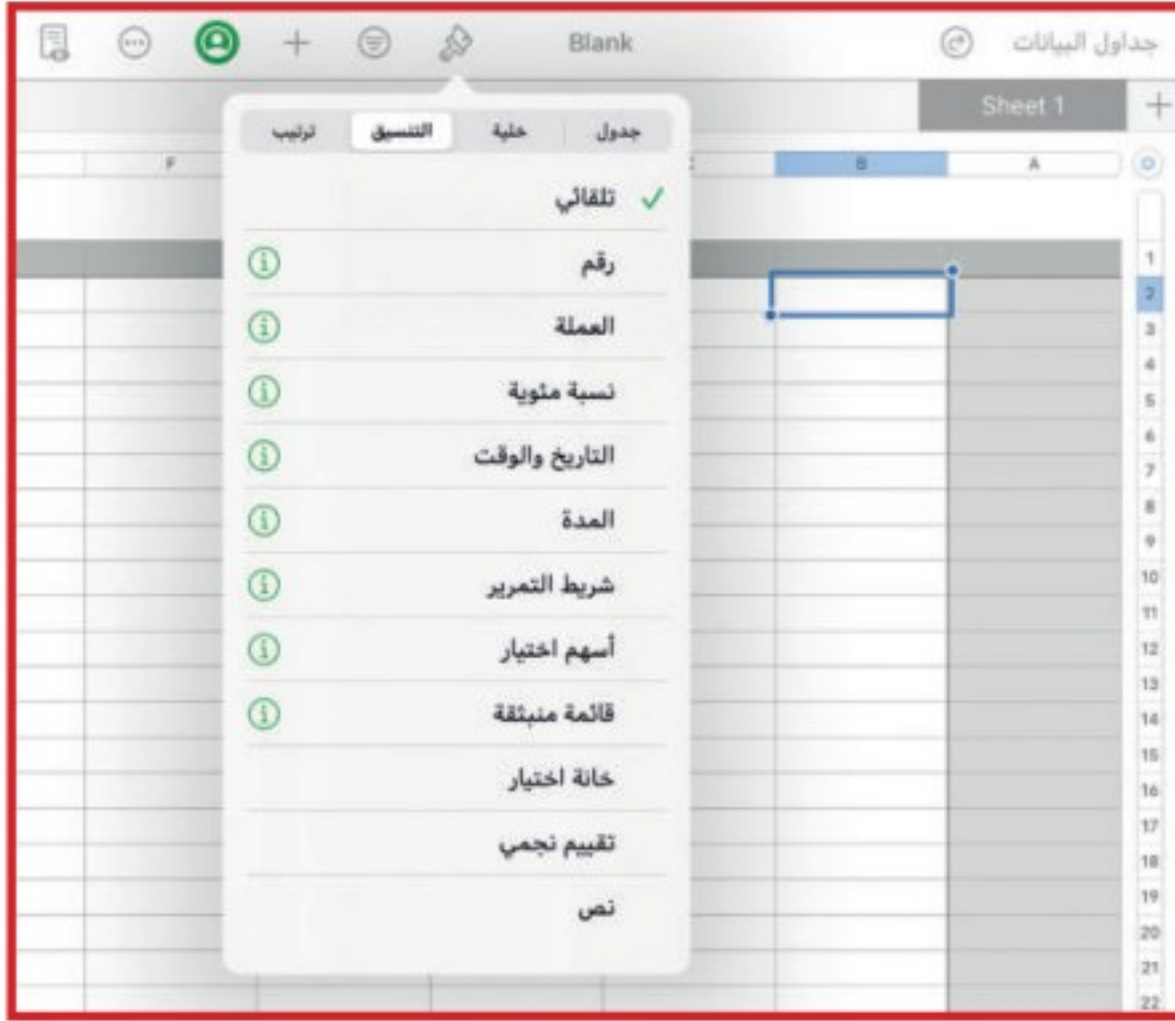 جداول البيانات Blank
Sheet 1
جدول خلية التنسيق ترتيب
A B F
تلقائي
رقم
العملة
نسبة مئوية
التاريخ والوقت
المدة
شريط التمرير
أسهم اختيار
قائمة منبثقة
خانة اختيار
تقييم نجمي
نص
1
2
3
4
5
6
7
8
9
10
11
12
13
14
15
16
17
18
19
20
21
22